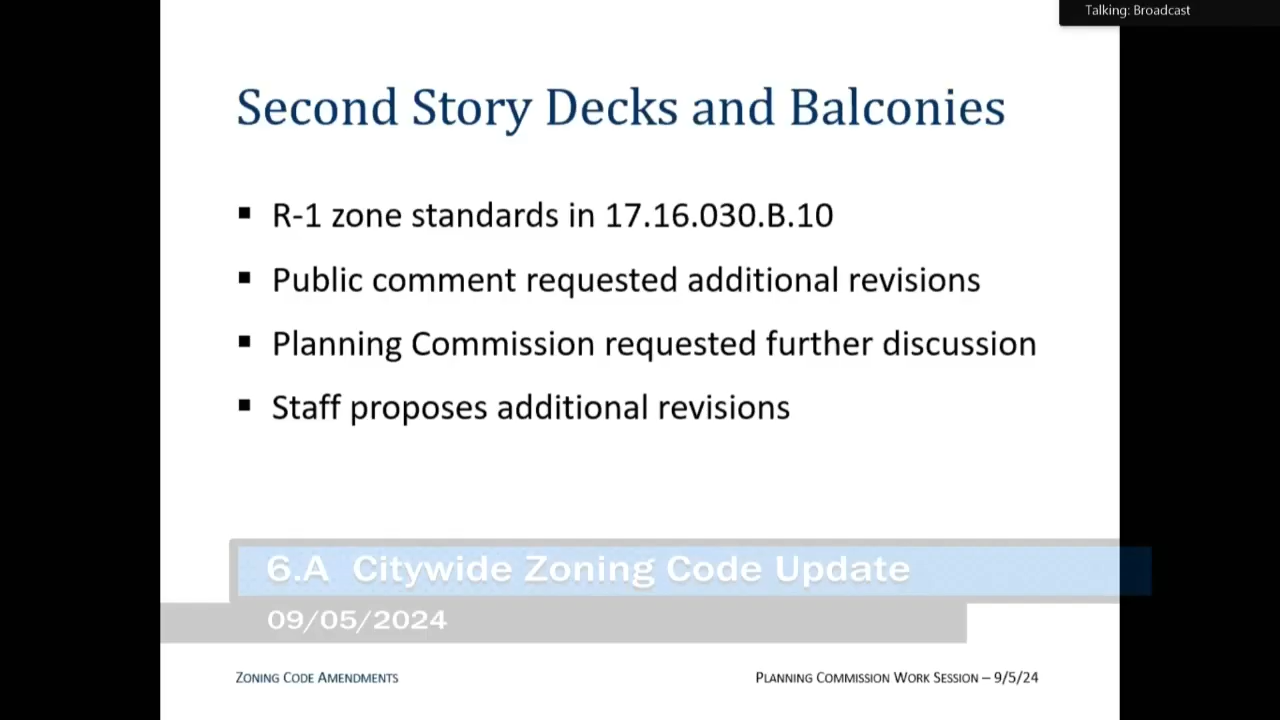 Talking: Broadcast
Second Story Decks and Balconies
▪ R-1 zone standards in 17.16.030.B.10
▪ Public comment requested additional revisions
▪ Planning Commission requested further discussion
▪ Staff proposes additional revisions
6.A Citywide Zoning Code Update
09/05/2024
ZONING CODE AMENDMENTS
PLANNING COMMISSION WORK SESSION – 9/5/24